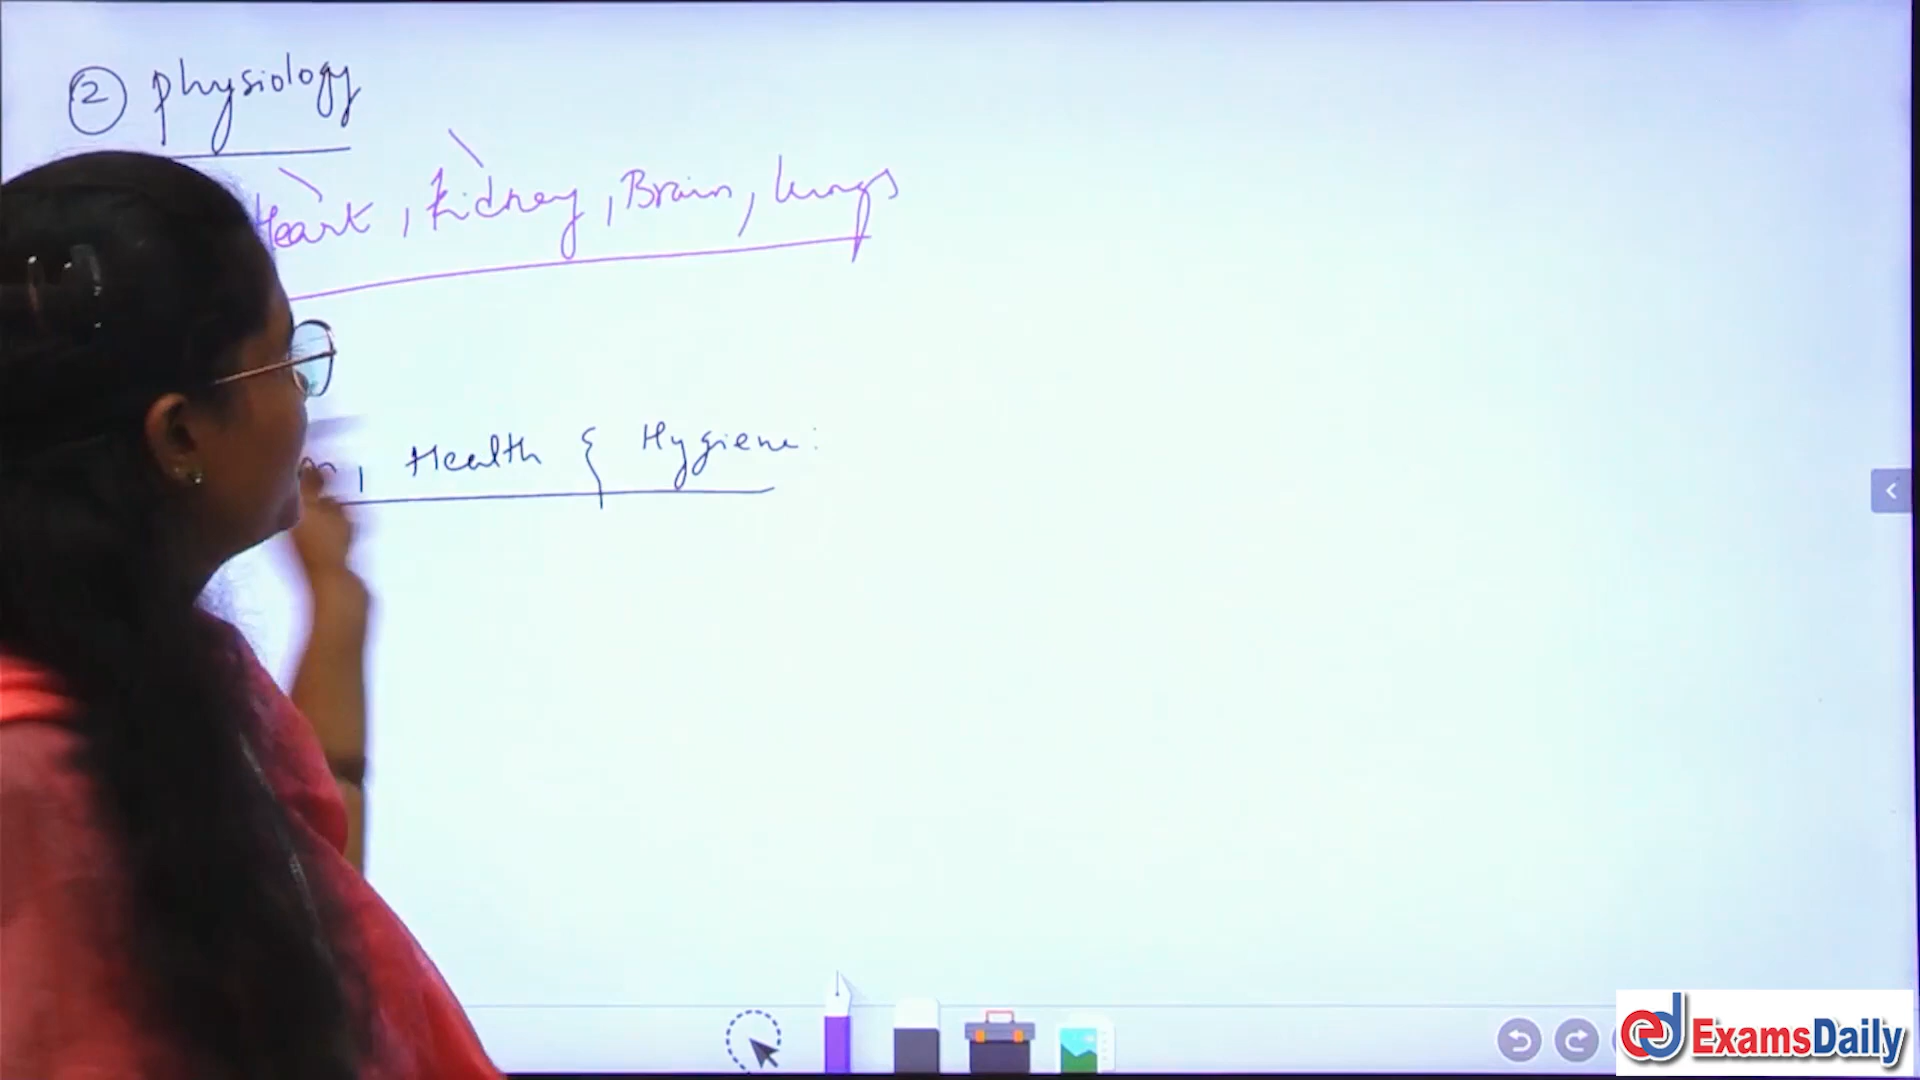 ② Physiology
Heart, Kidney, Brain, lungs
, Health & Hygiene:
ExamsDaily